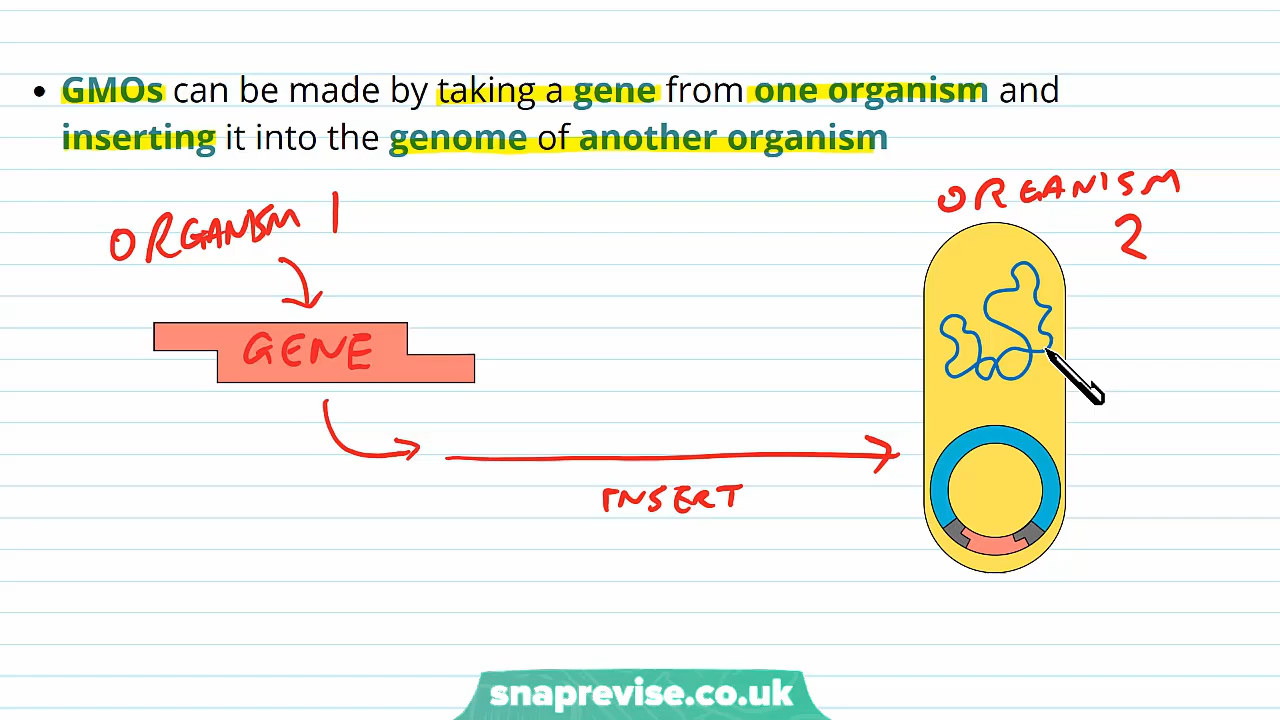 • GMOs can be made by taking a gene from one organism and
inserting it into the genome of another organism
ORGANISM 1
ORGANISM
2
GENE
INSERT
snaprevise.co.uk